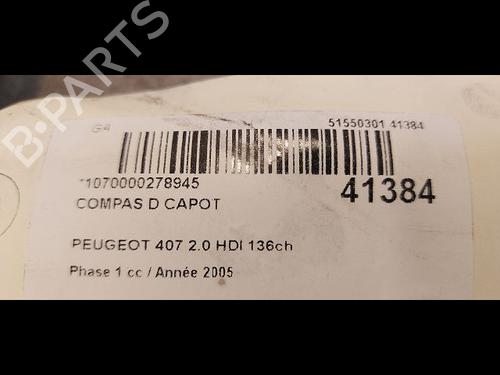 G4
51550301 41384
*1070000278945
41384
COMPAS D CAPOT
PEUGEOT 407 2.0 HDI 136ch
Phase 1 cc / Année 2005
B-PARTS